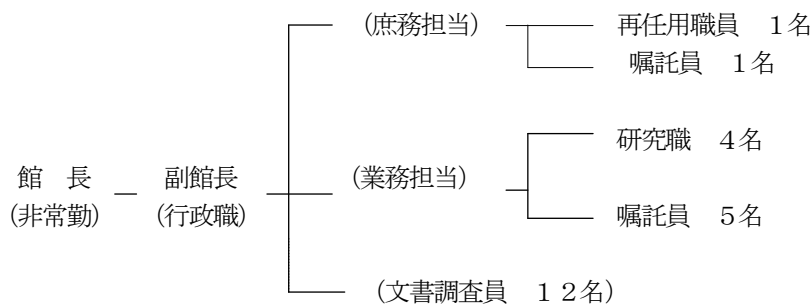 (庶務担当)
再任用職員　１名
嘱託員　１名
館　長
(非常勤)
副館長
(行政職)
(業務担当)
研究職　４名
嘱託員　５名
(文書調査員　１２名)